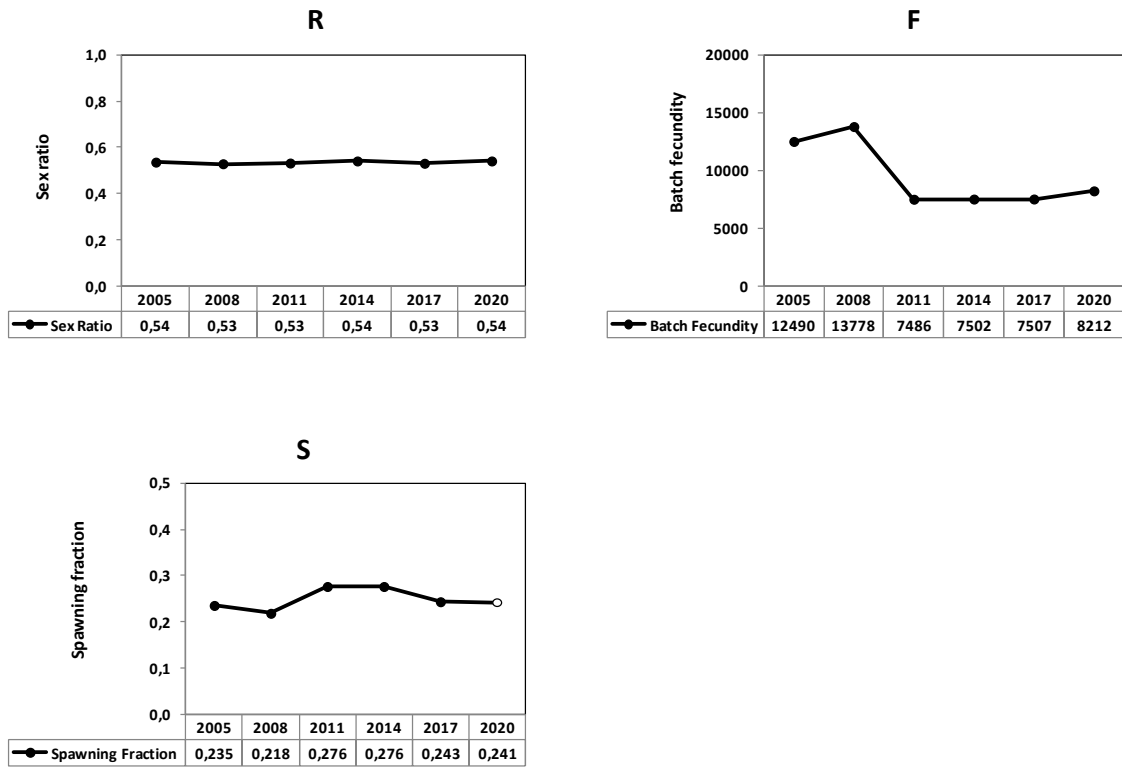 R
Sex ratio
1,0
0,8
0,6
0,4
0,2
0,0
2005 2008 2011 2014 2017 2020
Sex Ratio 0,54 0,53 0,53 0,54 0,53 0,54
F
Batch fecundity
20000
15000
10000
5000
0
2005 2008 2011 2014 2017 2020
Batch Fecundity 12490 13778 7486 7502 7507 8212
S
Spawning fraction
0,5
0,4
0,3
0,2
0,1
0,0
2005 2008 2011 2014 2017 2020
Spawning Fraction 0,235 0,218 0,276 0,276 0,243 0,241